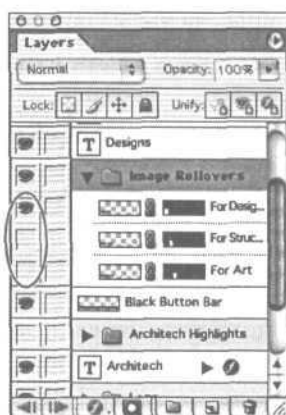 Layers
Normal
Opacity: 100%
Lock:
Unify:
T Designs
Image Rollovers
For Desig...
For Struc...
For Art
Black Button Bar
Architech Highlights
T Architech